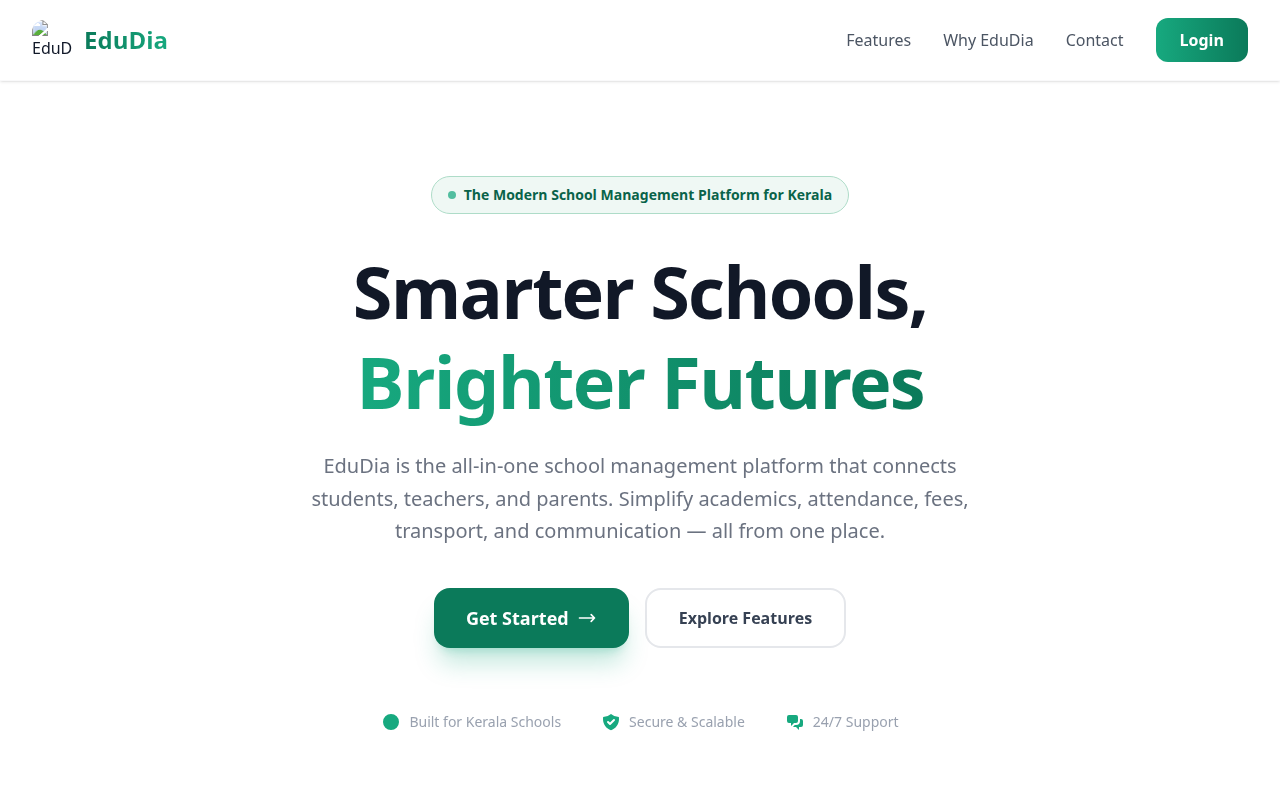 EduD
EduDia
Features
Why EduDia
Contact
Login
The Modern School Management Platform for Kerala
Smarter Schools,
Brighter Futures
EduDia is the all-in-one school management platform that connects
students, teachers, and parents. Simplify academics, attendance, fees,
transport, and communication — all from one place.
Get Started →
Explore Features
Built for Kerala Schools
Secure & Scalable
24/7 Support